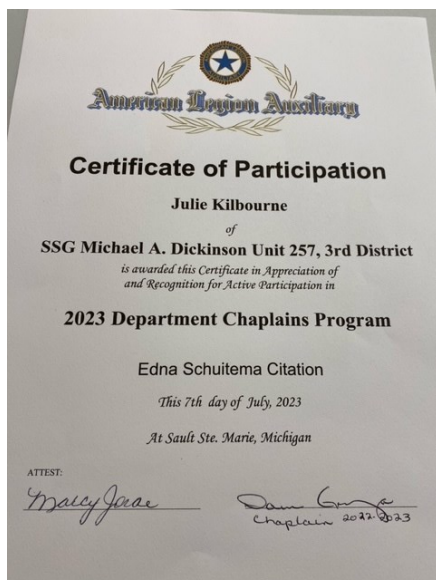 American Legion Auxiliary
Certificate of Participation
Julie Kilbourne
of
SSG Michael A. Dickinson Unit 257, 3rd District
is awarded this Certificate in Appreciation of
and Recognition for Active Participation in
2023 Department Chaplains Program
Edna Schuitema Citation
This 7th day of July, 2023
At Sault Ste. Marie, Michigan
ATTEST:
Marcy
Chaplain 2022-2023